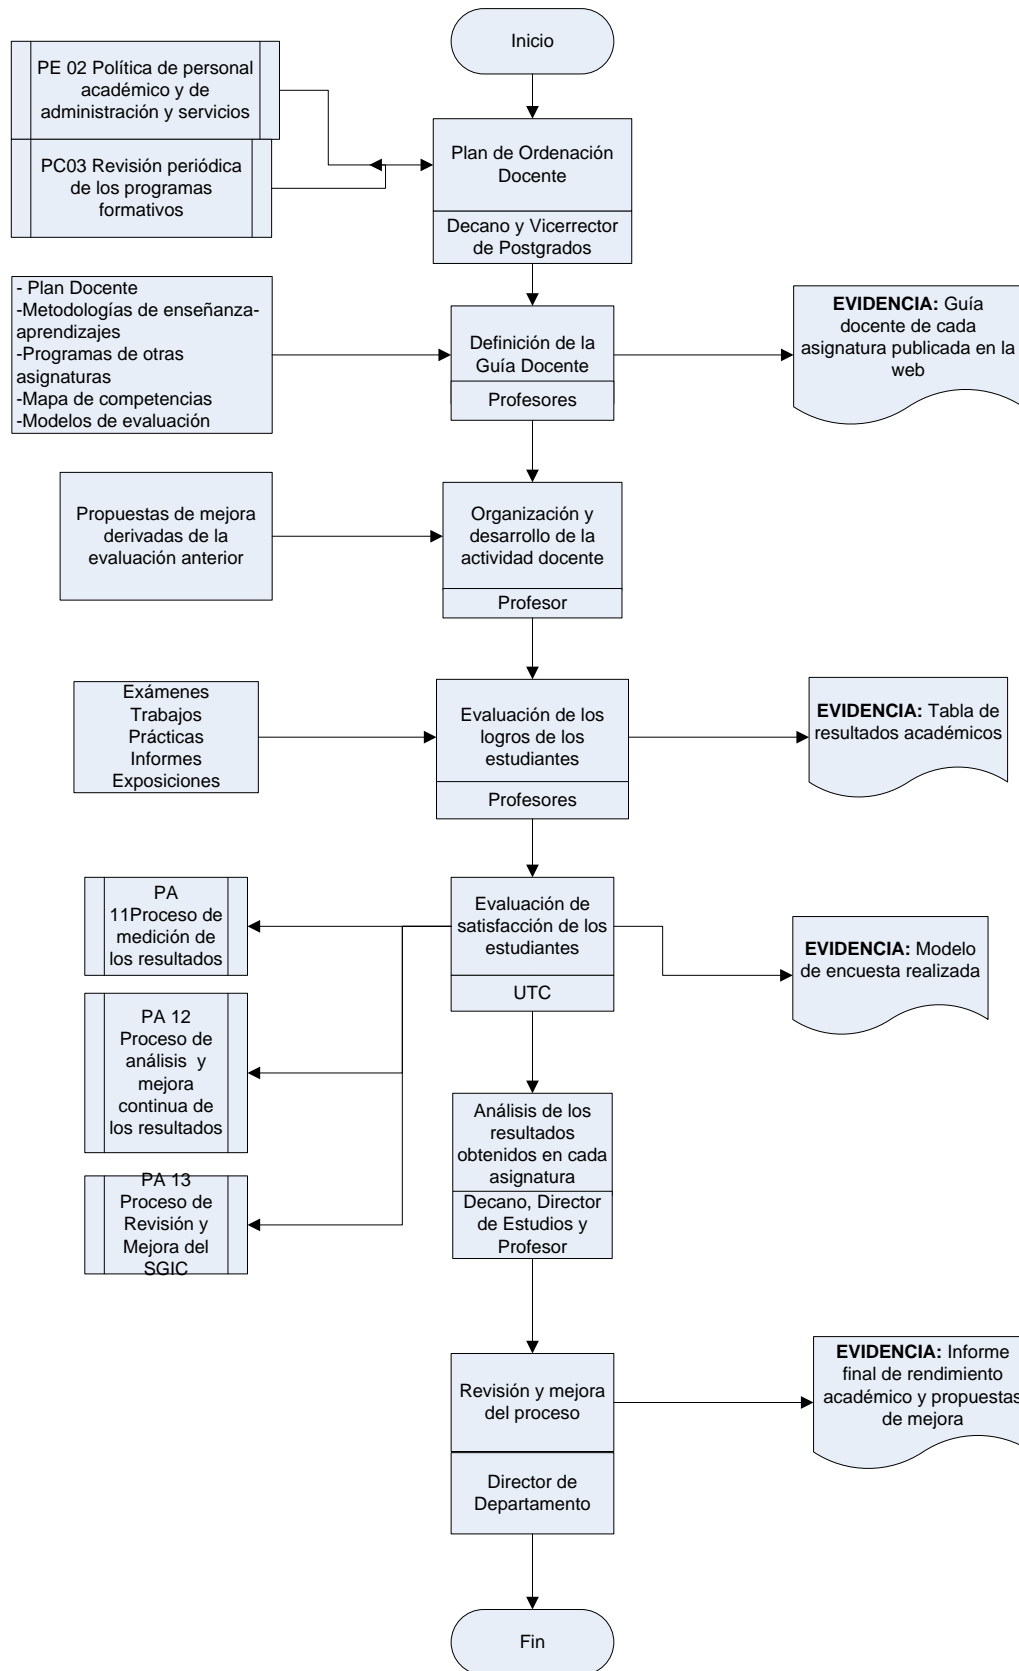 Inicio
PE 02 Política de personal
académico y de
administración y servicios
PC03 Revisión periódica
de los programas
formativos
Plan de Ordenación
Docente
Decano y Vicerrector
de Postgrados
- Plan Docente
-Metodologías de enseñanza-
aprendizajes
-Programas de otras
asignaturas
-Mapa de competencias
-Modelos de evaluación
Definición de la
Guía Docente
Profesores
EVIDENCIA: Guía
docente de cada
asignatura publicada en la
web
Propuestas de mejora
derivadas de la
evaluación anterior
Organización y
desarrollo de la
actividad docente
Profesor
Exámenes
Trabajos
Prácticas
Informes
Exposiciones
Evaluación de los
logros de los
estudiantes
Profesores
EVIDENCIA: Tabla de
resultados académicos
PA
11Proceso de
medición de
los resultados
Evaluación de
satisfacción de los
estudiantes
UTC
EVIDENCIA: Modelo
de encuesta realizada
PA 12
Proceso de
análisis y
mejora
continua de
los resultados
PA 13
Proceso de
Revisión y
Mejora del
SGIC
Análisis de los
resultados
obtenidos en cada
asignatura
Decano, Director
de Estudios y
Profesor
Revisión y mejora
del proceso
Director de
Departamento
EVIDENCIA: Informe
final de rendimiento
académico y propuestas
de mejora
Fin